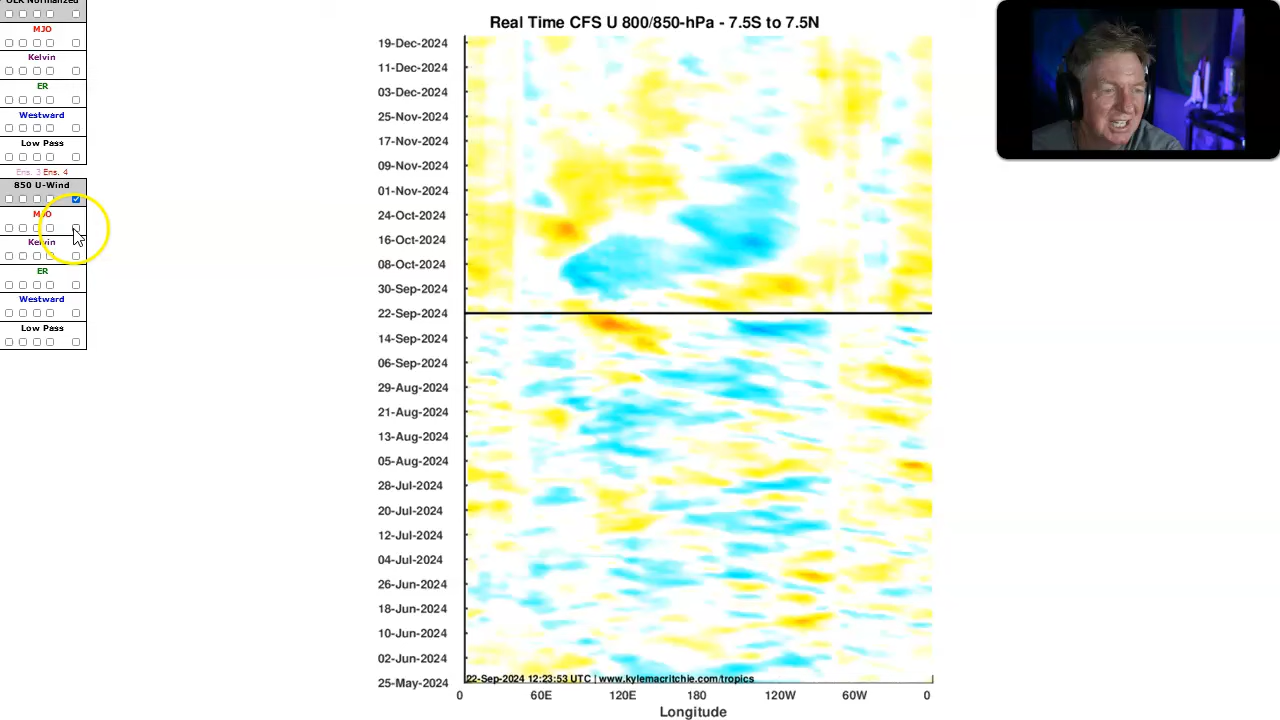 OLR Normalized
MJO
Kelvin
ER
Westward
Low Pass
Ens. 3 Ens. 4
850 U-Wind
MJO
Kelvin
ER
Westward
Low Pass
Real Time CFS U 800/850-hPa - 7.5S to 7.5N
19-Dec-2024
11-Dec-2024
03-Dec-2024
25-Nov-2024
17-Nov-2024
09-Nov-2024
01-Nov-2024
24-Oct-2024
16-Oct-2024
08-Oct-2024
30-Sep-2024
22-Sep-2024
14-Sep-2024
06-Sep-2024
29-Aug-2024
21-Aug-2024
13-Aug-2024
05-Aug-2024
28-Jul-2024
20-Jul-2024
12-Jul-2024
04-Jul-2024
26-Jun-2024
18-Jun-2024
10-Jun-2024
02-Jun-2024
25-May-2024
22-Sep-2024 12:23:53 UTC | www.kylemacritchie.com/tropics
0 60E 120E 180 120W 60W 0
Longitude